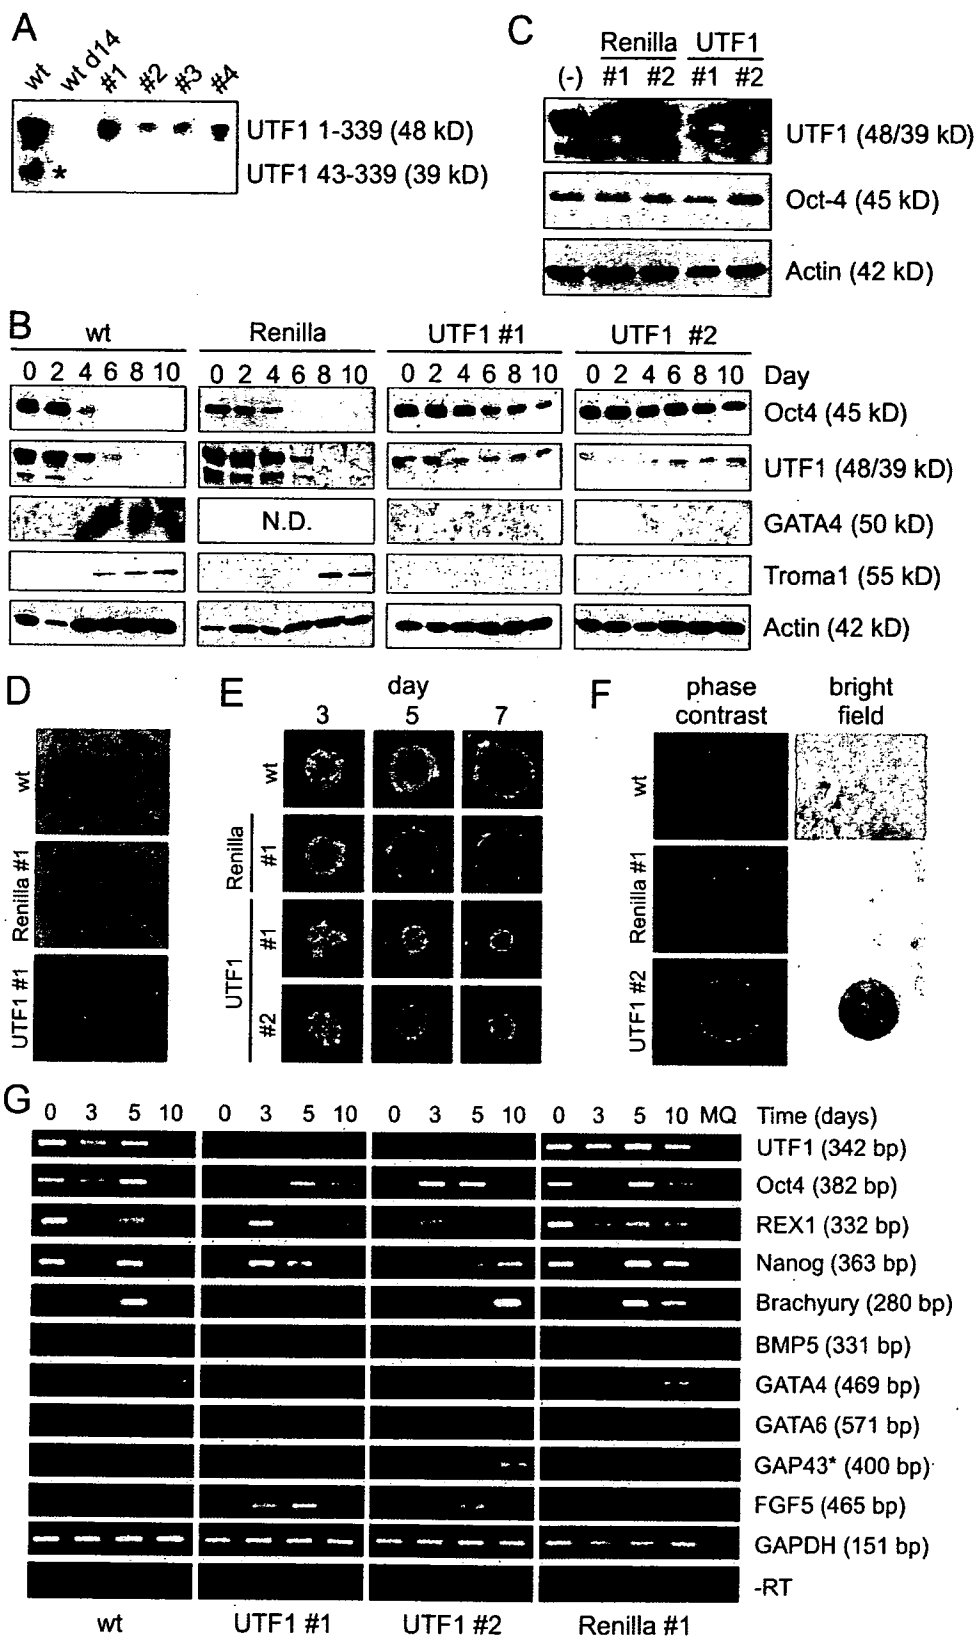 A
wt
wt d14
#1
#2
#3
#4
UTF1 1-339 (48 kD)
*
UTF1 43-339 (39 kD)
C
Renilla UTF1
(-) #1 #2 #1 #2
UTF1 (48/39 kD)
Oct-4 (45 kD)
Actin (42 kD)
B
wt Renilla UTF1 #1 UTF1 #2
0 2 4 6 8 10 0 2 4 6 8 10 0 2 4 6 8 10 0 2 4 6 8 10 Day
Oct4 (45 kD)
UTF1 (48/39 kD)
N.D.
GATA4 (50 kD)
Troma1 (55 kD)
Actin (42 kD)
D
wt
Renilla #1
UTF1 #1
E
day
3 5 7
wt
Renilla
#1
UTF1
#1
#2
F
phase contrast
bright field
wt
Renilla #1
UTF1 #2
G
0 3 5 10 0 3 5 10 0 3 5 10 0 3 5 10 MQ Time (days)
UTF1 (342 bp)
Oct4 (382 bp)
REX1 (332 bp)
Nanog (363 bp)
Brachyury (280 bp)
BMP5 (331 bp)
GATA4 (469 bp)
GATA6 (571 bp)
GAP43* (400 bp)
FGF5 (465 bp)
GAPDH (151 bp)
-RT
wt UTF1 #1 UTF1 #2 Renilla #1